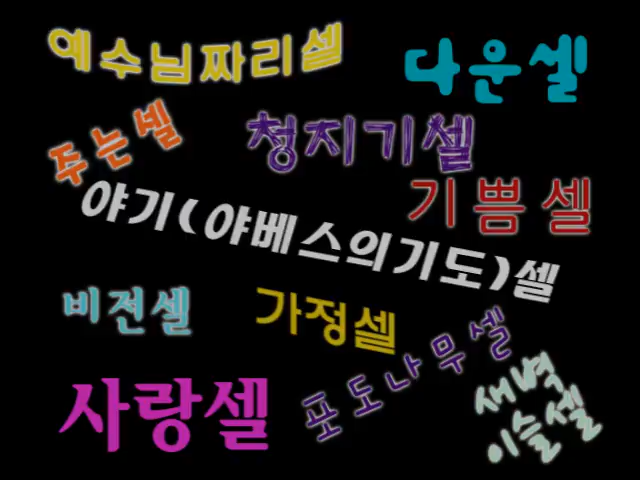 예수님짜리셀
다운셀
주는셀
청지기셀
기쁨셀
야기(야베스의기도)셀
비전셀
가정셀
포도나무셀
사랑셀
새벽
이슬셀